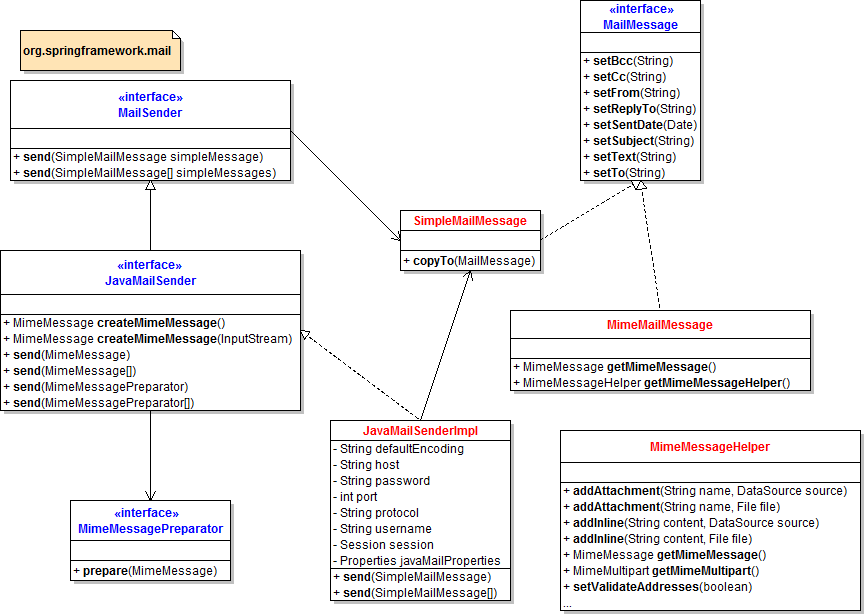 org.springframework.mail
«interface»
MailSender
+ send(SimpleMailMessage simpleMessage)
+ send(SimpleMailMessage[] simpleMessages)
«interface»
MailMessage
+ setBcc(String)
+ setCc(String)
+ setFrom(String)
+ setReplyTo(String)
+ setSentDate(Date)
+ setSubject(String)
+ setText(String)
+ setTo(String)
SimpleMailMessage
+ copyTo(MailMessage)
«interface»
JavaMailSender
+ MimeMessage createMimeMessage()
+ MimeMessage createMimeMessage(InputStream)
+ send(MimeMessage)
+ send(MimeMessage[])
+ send(MimeMessagePreparator)
+ send(MimeMessagePreparator[])
MimeMailMessage
+ MimeMessage getMimeMessage()
+ MimeMessageHelper getMimeMessageHelper()
«interface»
MimeMessagePreparator
+ prepare(MimeMessage)
JavaMailSenderImpl
- String defaultEncoding
- String host
- String password
- int port
- String protocol
- String username
- Session session
- Properties javaMailProperties
+ send(SimpleMailMessage)
+ send(SimpleMailMessage[])
MimeMessageHelper
+ addAttachment(String name, DataSource source)
+ addAttachment(String name, File file)
+ addInline(String content, DataSource source)
+ addInline(String content, File file)
+ MimeMessage getMimeMessage()
+ MimeMultipart getMimeMultipart()
+ setValidateAddresses(boolean)
...